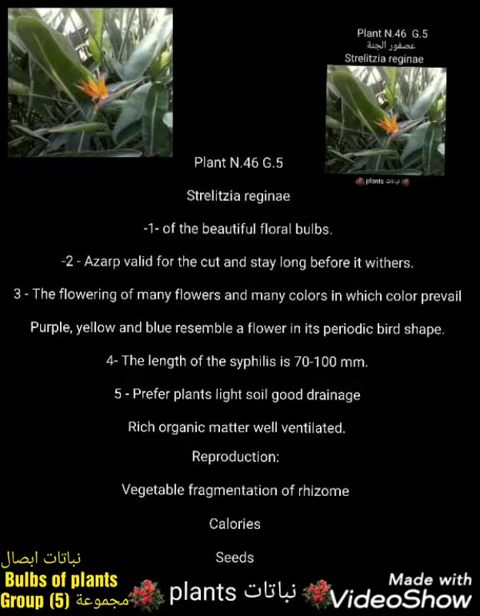 Plant N.46 G.5
عصفور الجنة
Strelitzia reginae
plants نباتات
Plant N.46 G.5
Strelitzia reginae
-1- of the beautiful floral bulbs.
-2 - Azarp valid for the cut and stay long before it withers.
3 - The flowering of many flowers and many colors in which color prevail
Purple, yellow and blue resemble a flower in its periodic bird shape.
4- The length of the syphilis is 70-100 mm.
5 - Prefer plants light soil good drainage
Rich organic matter well ventilated.
Reproduction:
Vegetable fragmentation of rhizome
Calories
Seeds
نباتات ابصال
Bulbs of plants
Group (5) مجموعة
plants نباتات
Made with
VideoShow